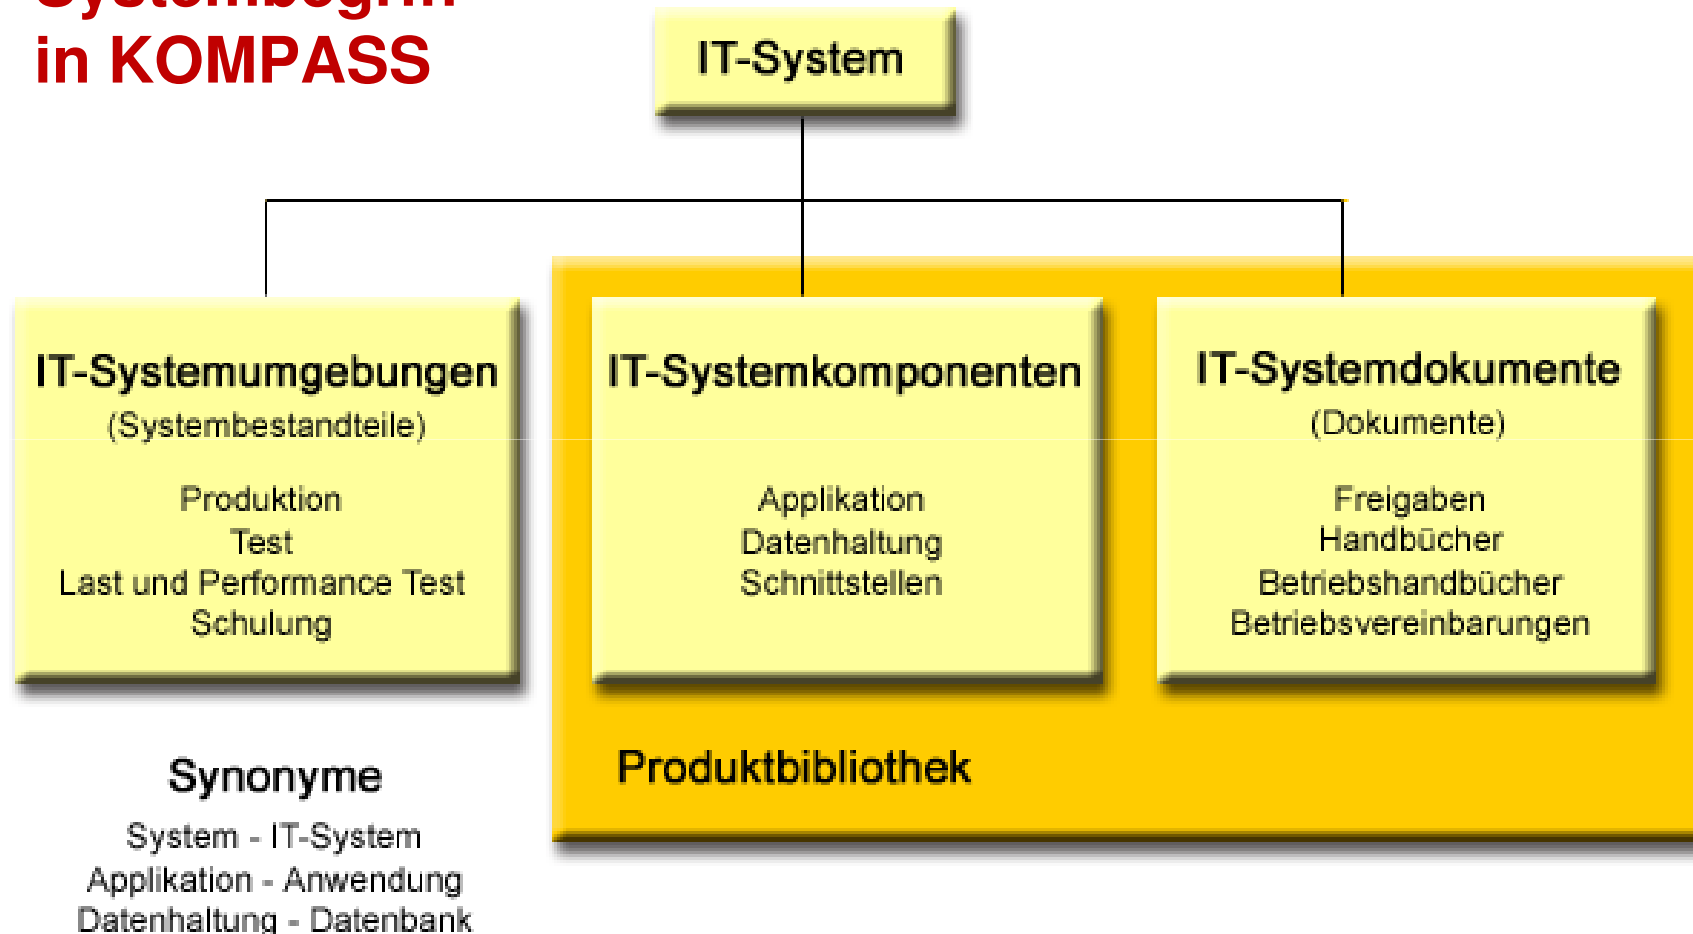 Systembegriff
in KOMPASS
IT-System
IT-Systemumgebungen
(Systembestandteile)
Produktion
Test
Last und Performance Test
Schulung
IT-Systemkomponenten
Applikation
Datenhaltung
Schnittstellen
IT-Systemdokumente
(Dokumente)
Freigaben
Handbücher
Betriebshandbücher
Betriebsvereinbarungen
Produktbibliothek
Synonyme
System - IT-System
Applikation - Anwendung
Datenhaltung - Datenbank